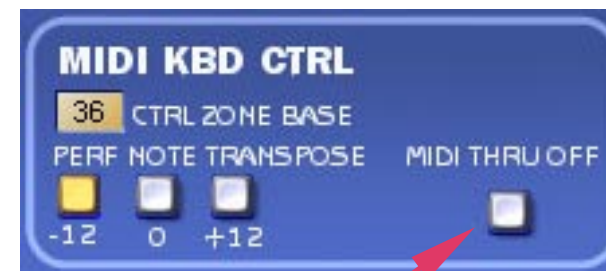 MIDI KBD CTRL
36 CTRL ZONE BASE
PERF NOTE TRANSPOSE MIDI THRU OFF
-12 0 +12